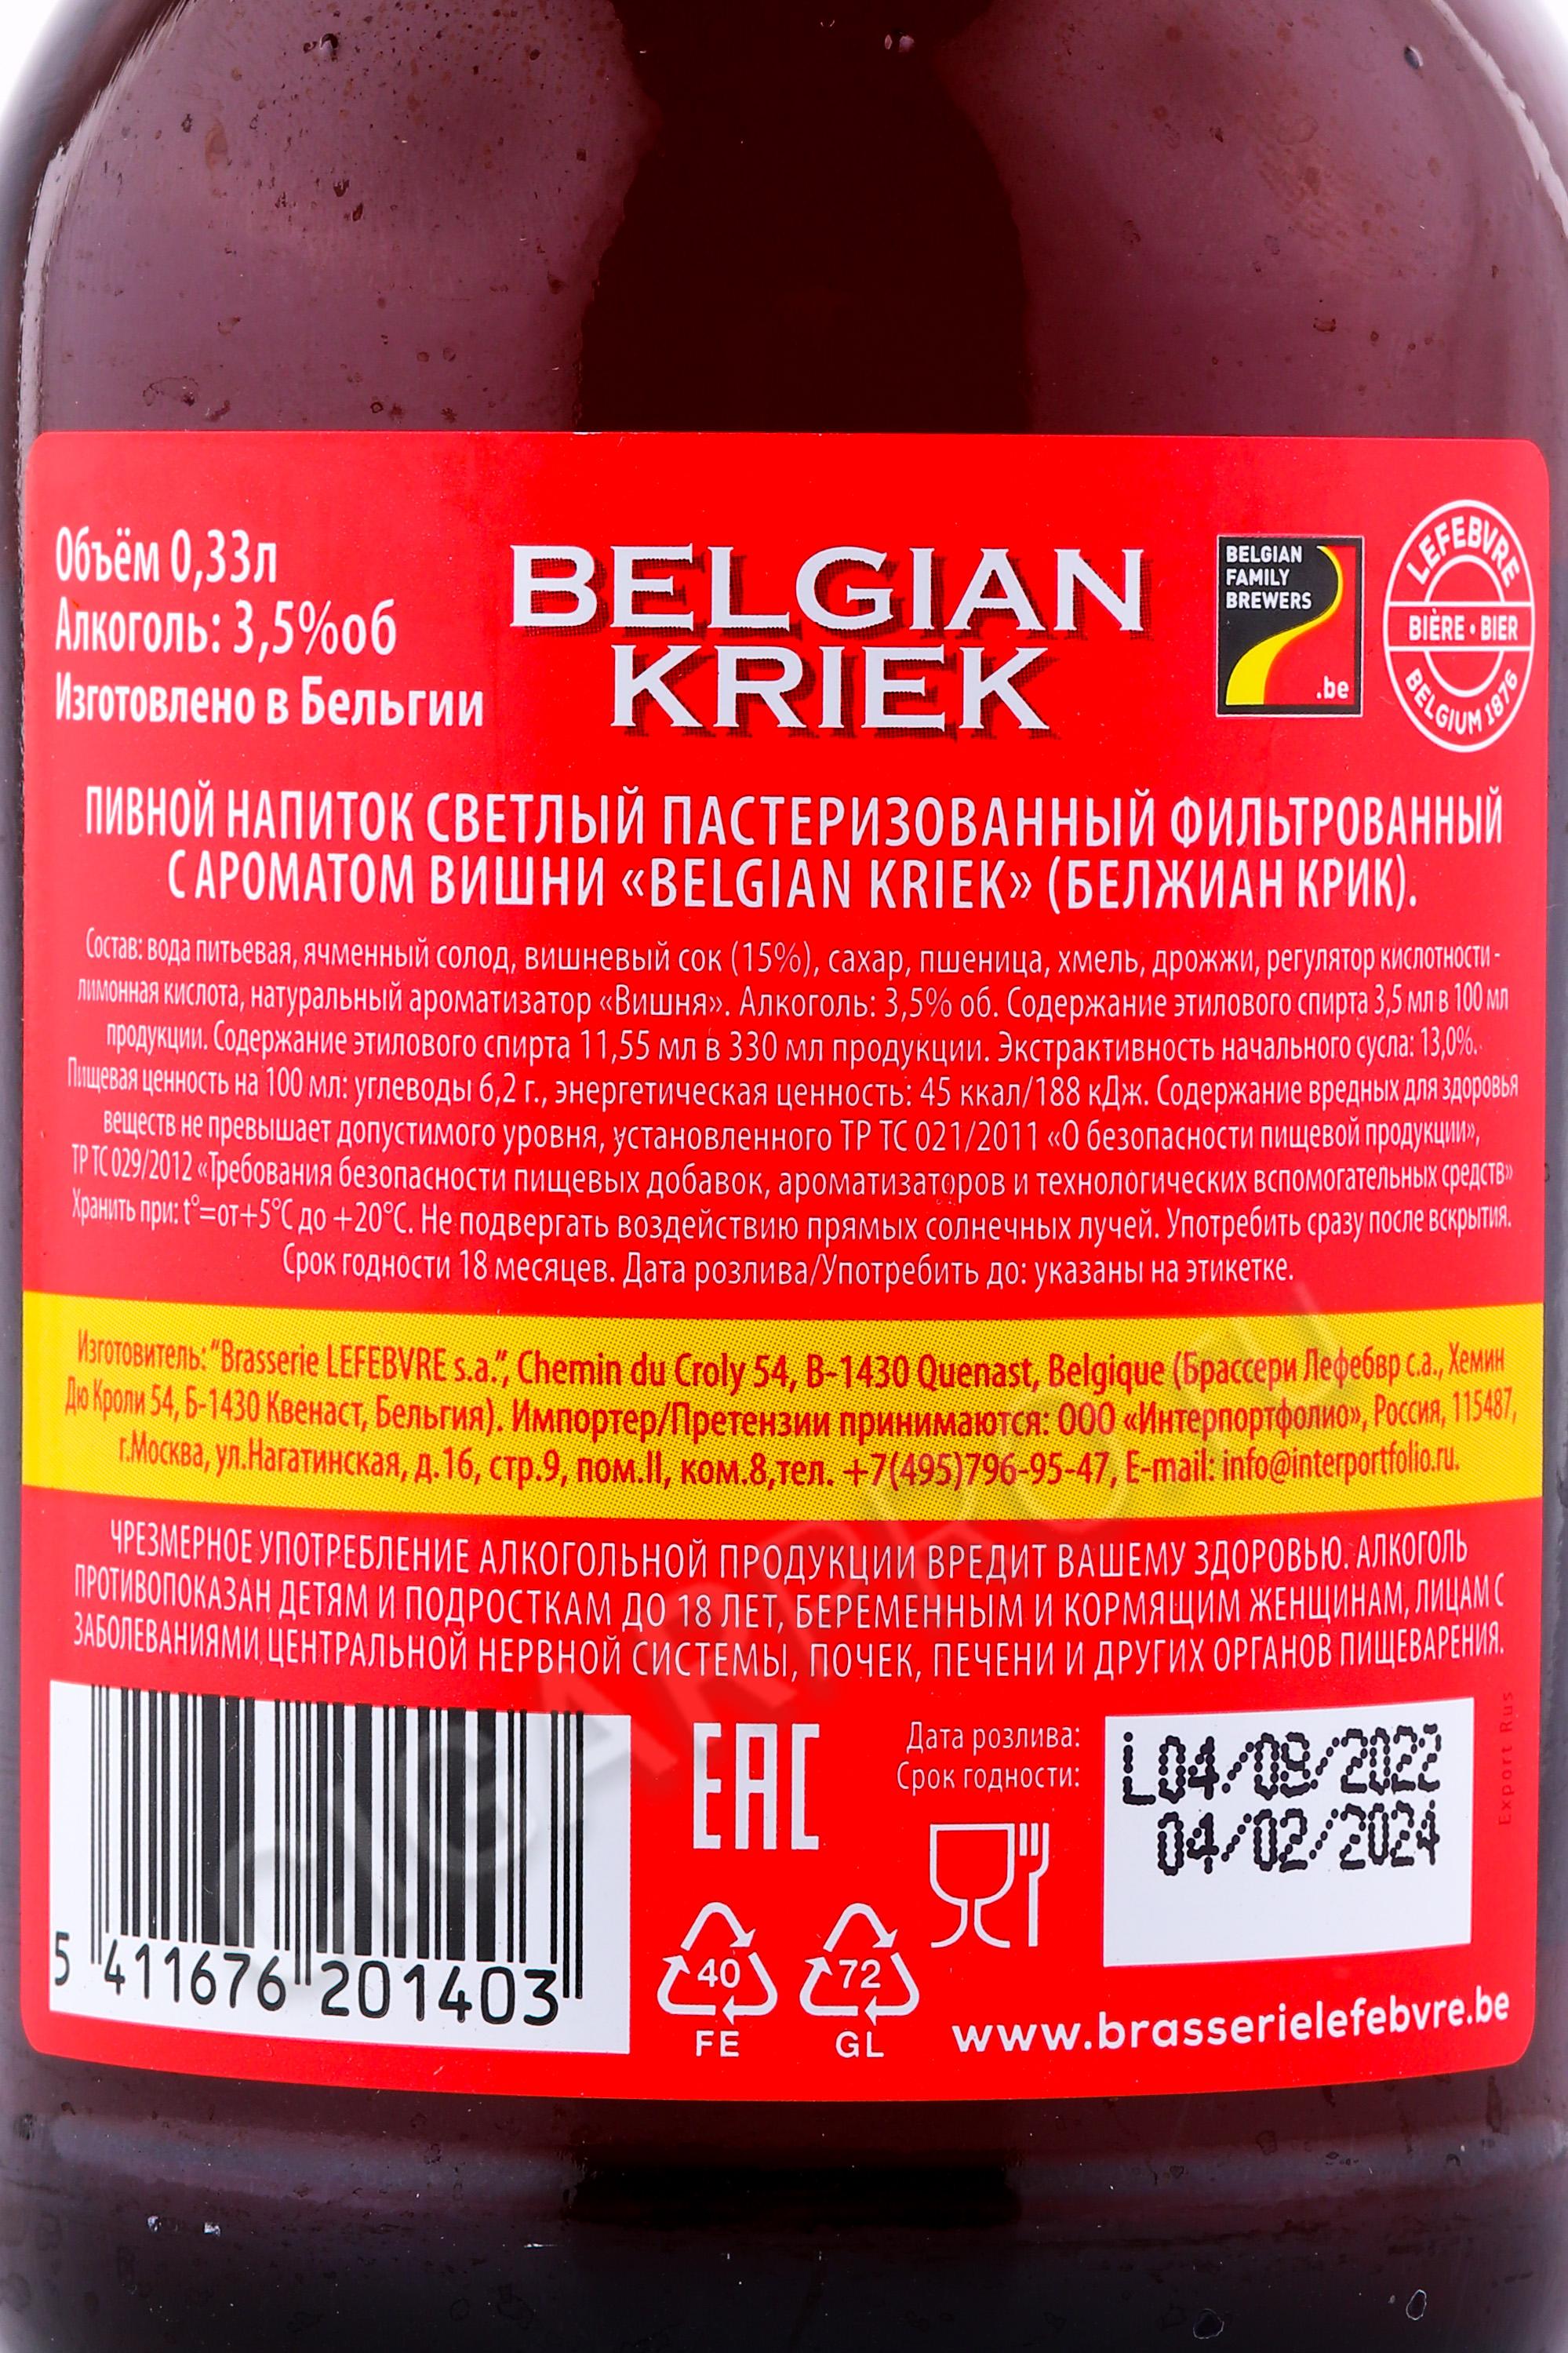 Объём 0,33л
Алкоголь: 3,5%об
Изготовлено в Бельгии
BELGIAN
KRIEK
BELGIAN
FAMILY
BREWERS
.be
LEFEBVRE
BIÈRE • BIER
BELGIUM 1876
ПИВНОЙ НАПИТОК СВЕТЛЫЙ ПАСТЕРИЗОВАННЫЙ ФИЛЬТРОВАННЫЙ
С АРОМАТОМ ВИШНИ «BELGIAN KRIEK» (БЕЛЖИАН КРИК).
Состав: вода питьевая, ячменный солод, вишневый сок (15%), сахар, пшеница, хмель, дрожжи, регулятор кислотности -
лимонная кислота, натуральный ароматизатор «Вишня». Алкоголь: 3,5% об. Содержание этилового спирта 3,5 мл в 100 мл
продукции. Содержание этилового спирта 11,55 мл в 330 мл продукции. Экстрактивность начального сусла: 13,0%.
Пищевая ценность на 100 мл: углеводы 6,2 г., энергетическая ценность: 45 ккал/188 кДж. Содержание вредных для здоровья
веществ не превышает допустимого уровня, установленного ТР ТС 021/2011 «О безопасности пищевой продукции»,
ТР ТС 029/2012 «Требования безопасности пищевых добавок, ароматизаторов и технологических вспомогательных средств»
Хранить при: t°=от+5°С до +20°С. Не подвергать воздействию прямых солнечных лучей. Употребить сразу после вскрытия.
Срок годности 18 месяцев. Дата розлива/Употребить до: указаны на этикетке.
Изготовитель: "Brasserie LEFEBVRE s.a.", Chemin du Croly 54, B-1430 Quenast, Belgique (Брассери Лефебвр с.а., Хемин
Дю Кроли 54, Б-1430 Квенаст, Бельгия). Импортер/Претензии принимаются: ООО «Интерпортфолио», Россия, 115487,
г.Москва, ул.Нагатинская, д.16, стр.9, пом.II, ком.8,тел. +7(495)796-95-47, E-mail: info@interportfolio.ru.
ЧРЕЗМЕРНОЕ УПОТРЕБЛЕНИЕ АЛКОГОЛЬНОЙ ПРОДУКЦИИ ВРЕДИТ ВАШЕМУ ЗДОРОВЬЮ. АЛКОГОЛЬ
ПРОТИВОПОКАЗАН ДЕТЯМ И ПОДРОСТКАМ ДО 18 ЛЕТ, БЕРЕМЕННЫМ И КОРМЯЩИМ ЖЕНЩИНАМ, ЛИЦАМ С
ЗАБОЛЕВАНИЯМИ ЦЕНТРАЛЬНОЙ НЕРВНОЙ СИСТЕМЫ, ПОЧЕК, ПЕЧЕНИ И ДРУГИХ ОРГАНОВ ПИЩЕВАРЕНИЯ.
EAC
Дата розлива:
Срок годности:
L04/08/2022
04/02/2024
Export Rus
5 411676 201403
40
FE
72
GL
www.brasserielefebvre.be
CIGARPRO.RU